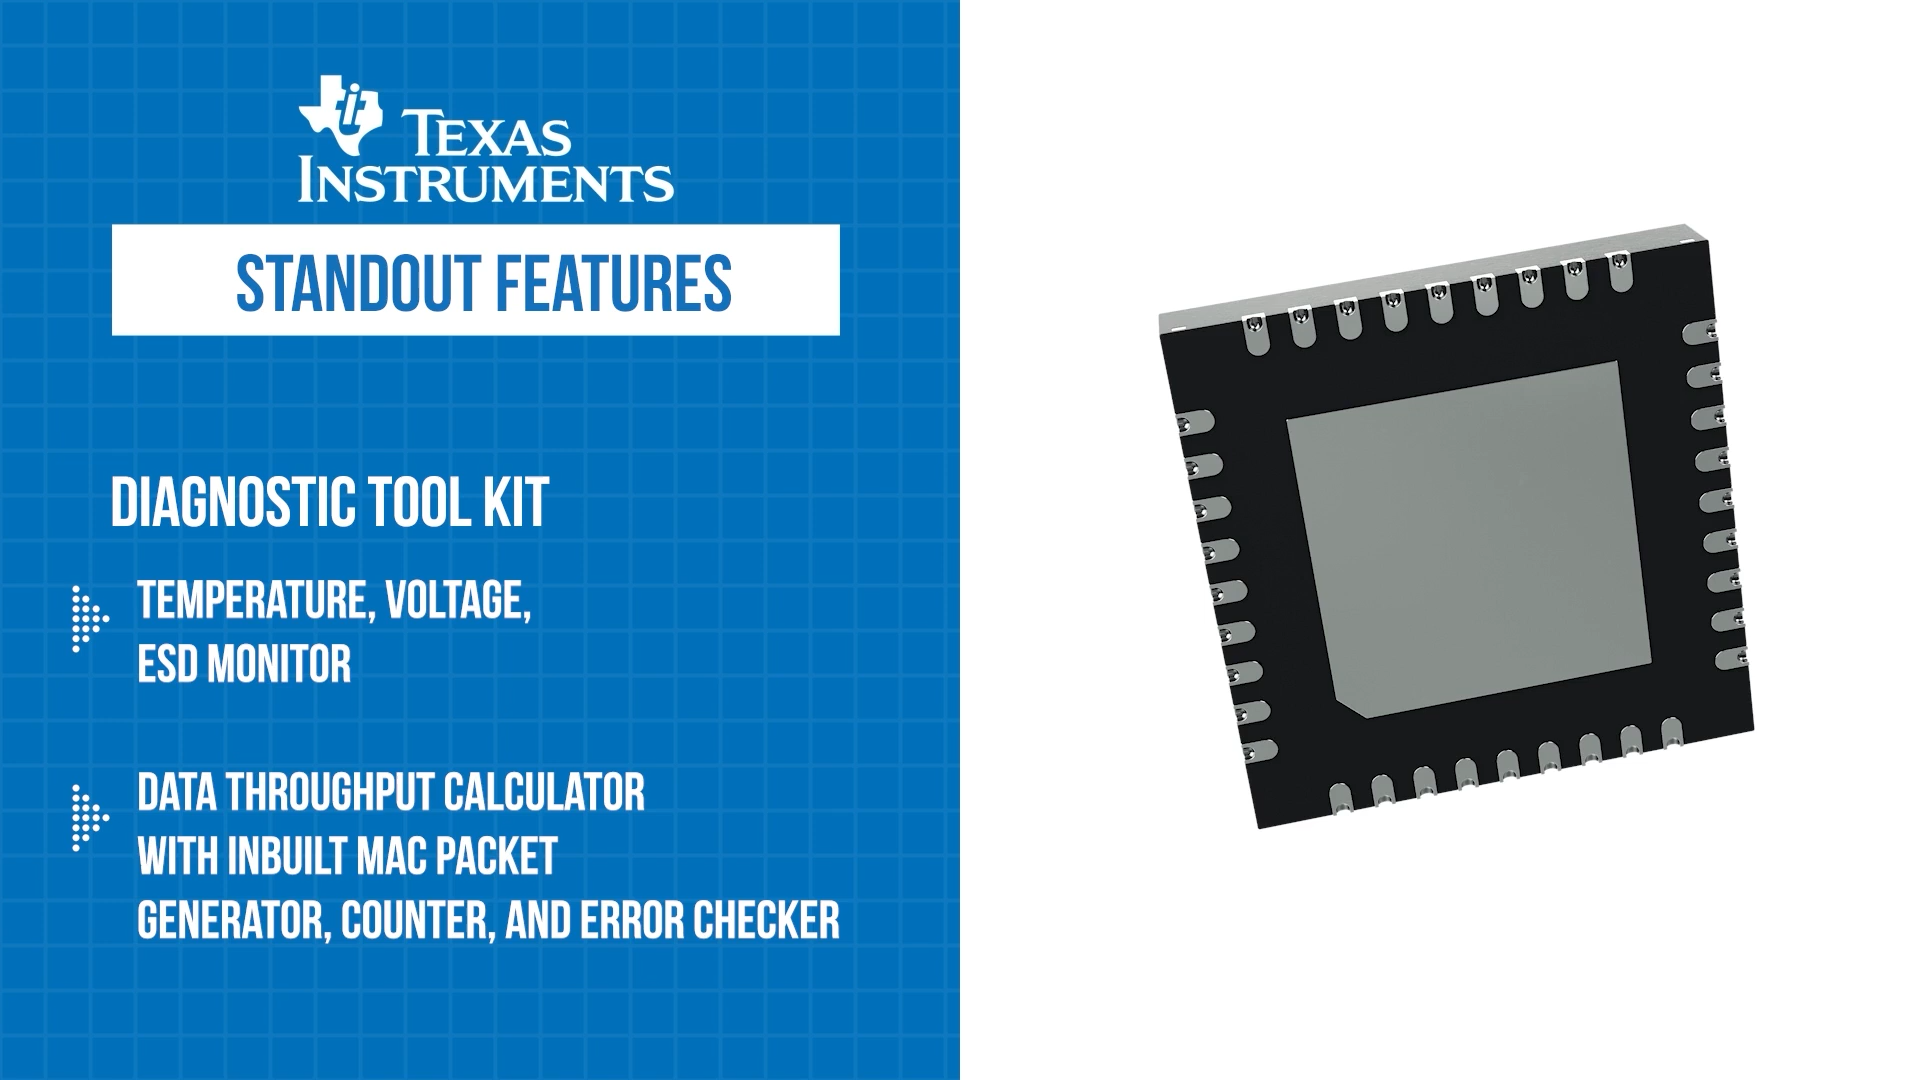 TEXAS
INSTRUMENTS
STANDOUT FEATURES
DIAGNOSTIC TOOL KIT
TEMPERATURE, VOLTAGE,
ESD MONITOR
DATA THROUGHPUT CALCULATOR
WITH INBUILT MAC PACKET
GENERATOR, COUNTER, AND ERROR CHECKER